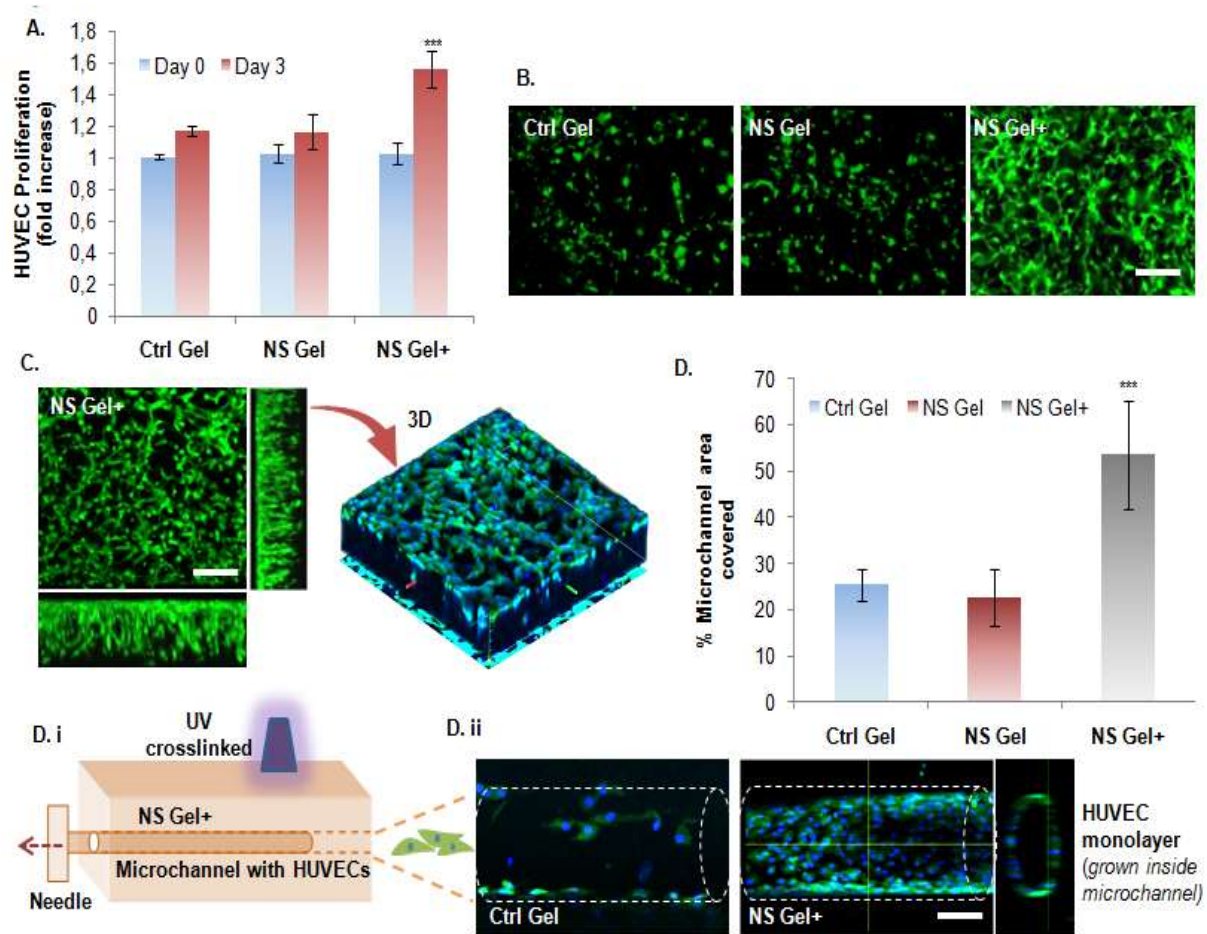 A.
HUVEC Proliferation
(fold increase)
1,8
1,6
1,4
1,2
1
0,8
0,6
0,4
0,2
0
Day 0
Day 3
***
Ctrl Gel
NS Gel
NS Gel+
B.
Ctrl Gel
NS Gel
NS Gel+
C.
NS Gel+
3D
D.
% Microchannel area
covered
70
60
50
40
30
20
10
0
Ctrl Gel
NS Gel
NS Gel+
***
Ctrl Gel
NS Gel
NS Gel+
D. i
UV
crosslinked
NS Gel+
Microchannel with HUVECs
Needle
D. ii
Ctrl Gel
NS Gel+
HUVEC
monolayer
(grown inside
microchannel)